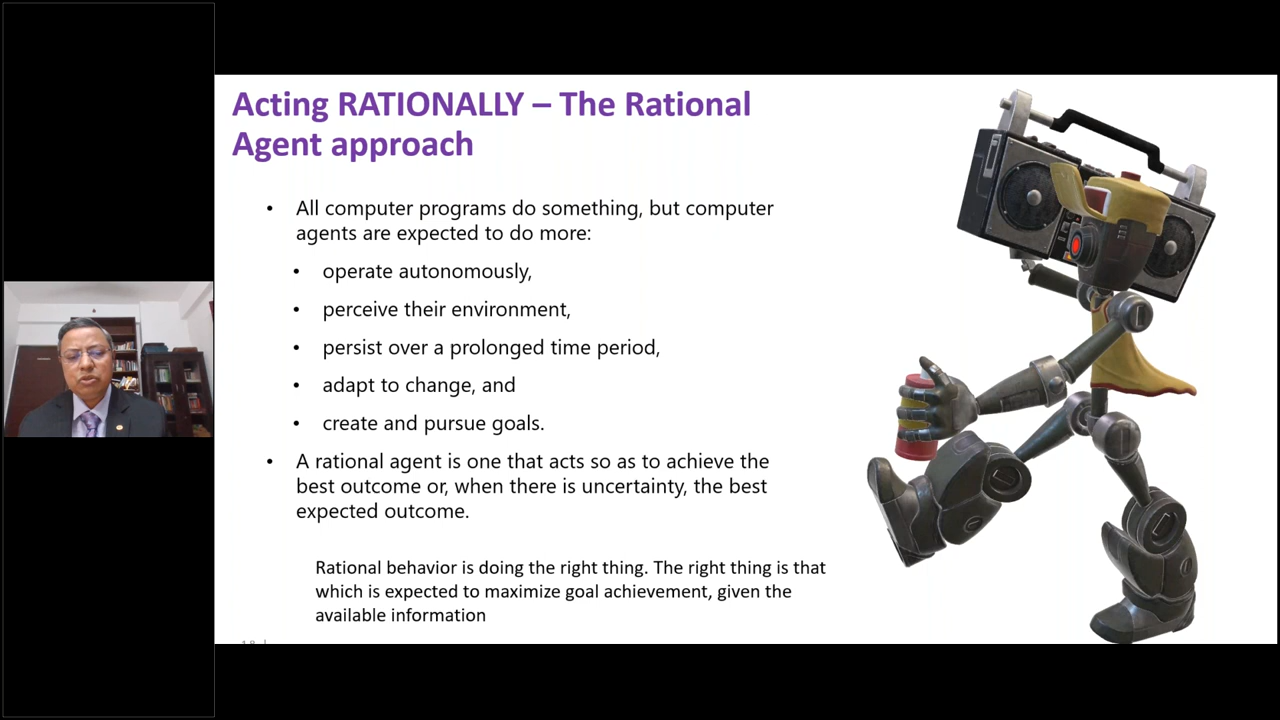 Acting RATIONALLY – The Rational
Agent approach
• All computer programs do something, but computer
agents are expected to do more:
• operate autonomously,
• perceive their environment,
• persist over a prolonged time period,
• adapt to change, and
• create and pursue goals.
• A rational agent is one that acts so as to achieve the
best outcome or, when there is uncertainty, the best
expected outcome.
Rational behavior is doing the right thing. The right thing is that
which is expected to maximize goal achievement, given the
available information